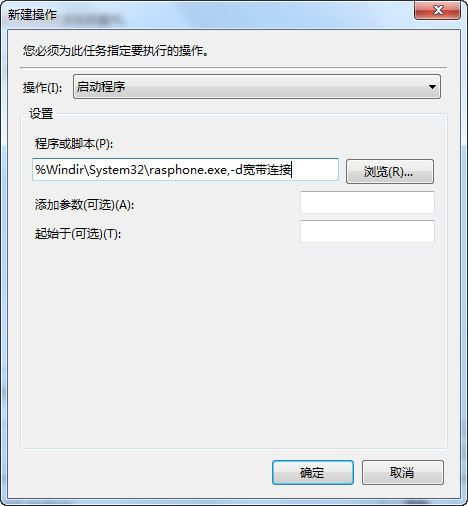 新建操作
您必须为此任务指定要执行的操作。
操作(I): 启动程序
设置
程序或脚本(P):
%Windir\System32\rasphone.exe,-d宽带连接 浏览(R)...
添加参数(可选)(A):
起始于(可选)(T):
确定 取消